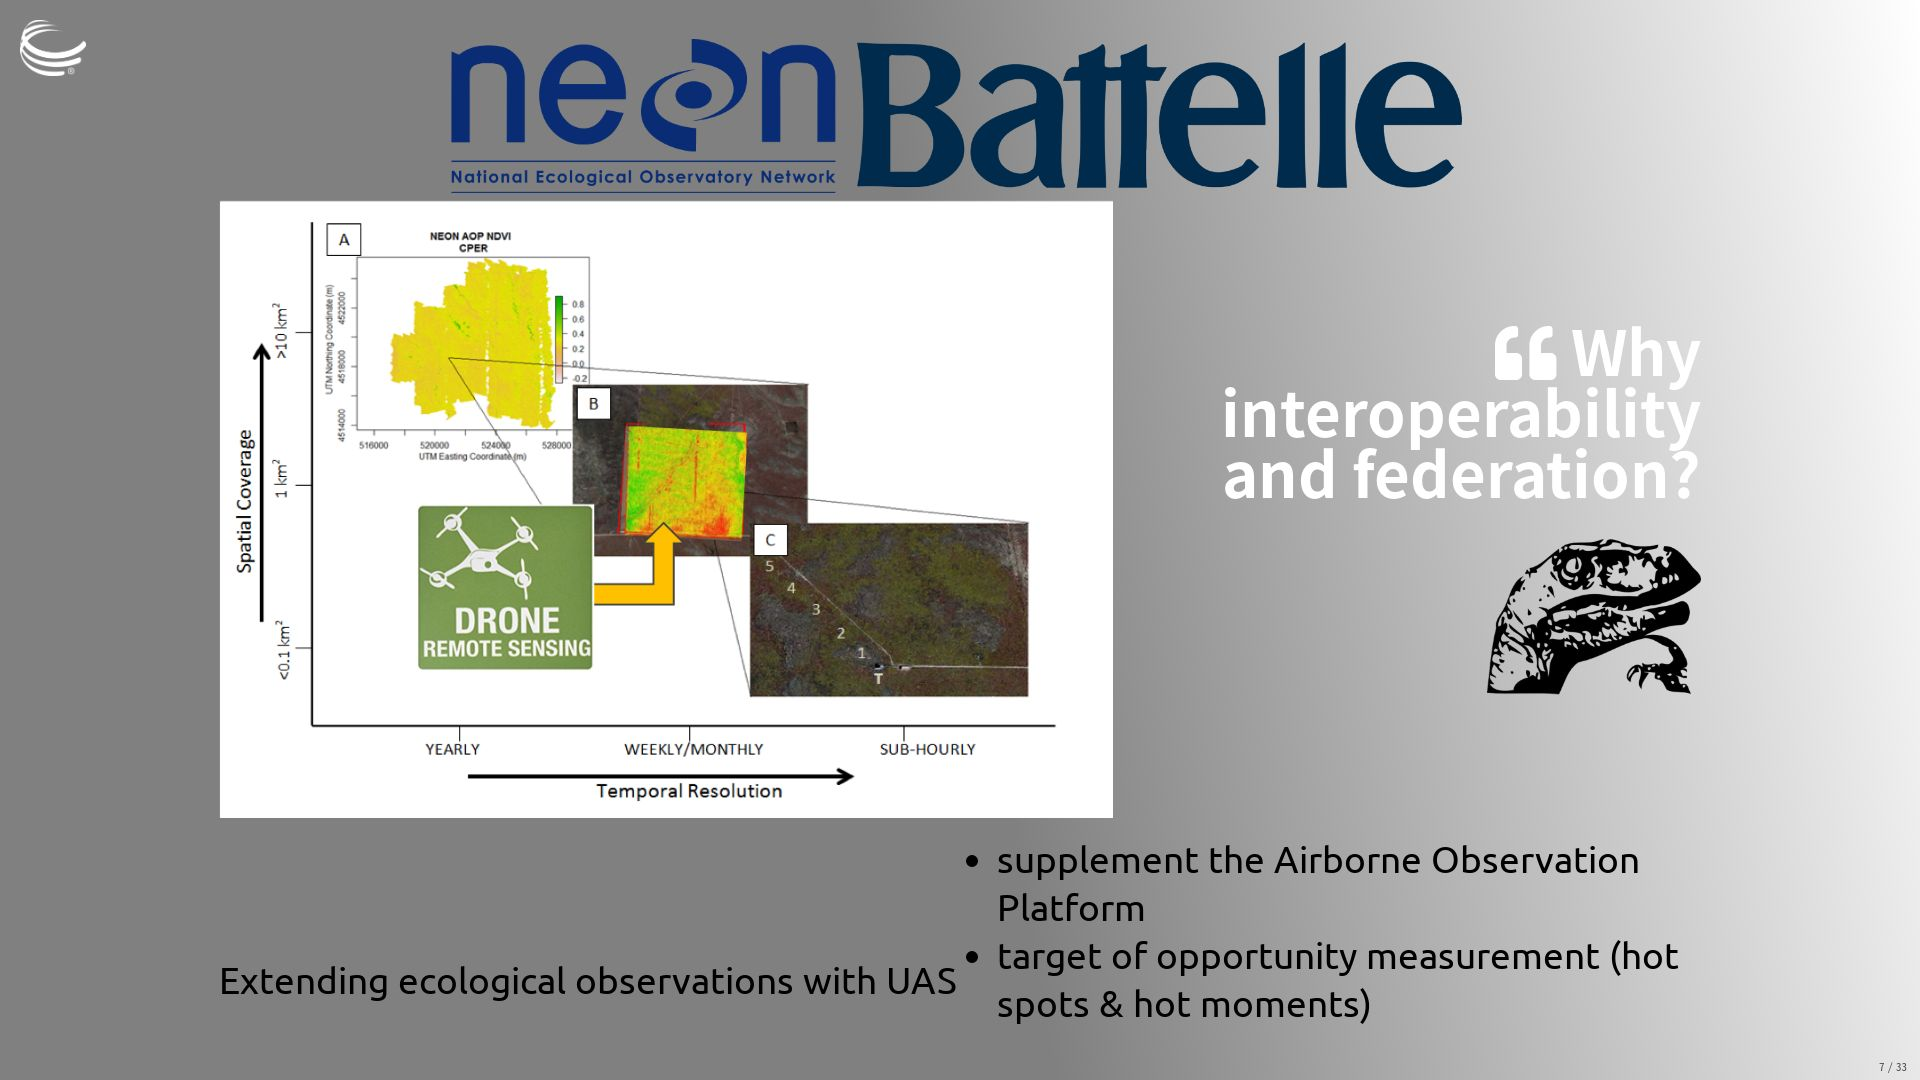 neon
National Ecological Observatory Network
Battelle
A
NEON AOP NDVI
CPER
UTM Northing Coordinate (m)
4522000
4518000
4514000
0.8
0.6
0.4
0.2
0.0
-0.2
516000 520000 524000 528000
UTM Easting Coordinate (m)
B
C
5
4
3
2
1
T
DRONE
REMOTE SENSING
Spatial Coverage
>10 km²
1 km²
<0.1 km²
YEARLY WEEKLY/MONTHLY SUB-HOURLY
Temporal Resolution
“ Why
interoperability
and federation?
Extending ecological observations with UAS
• supplement the Airborne Observation
Platform
• target of opportunity measurement (hot
spots & hot moments)
7 / 33